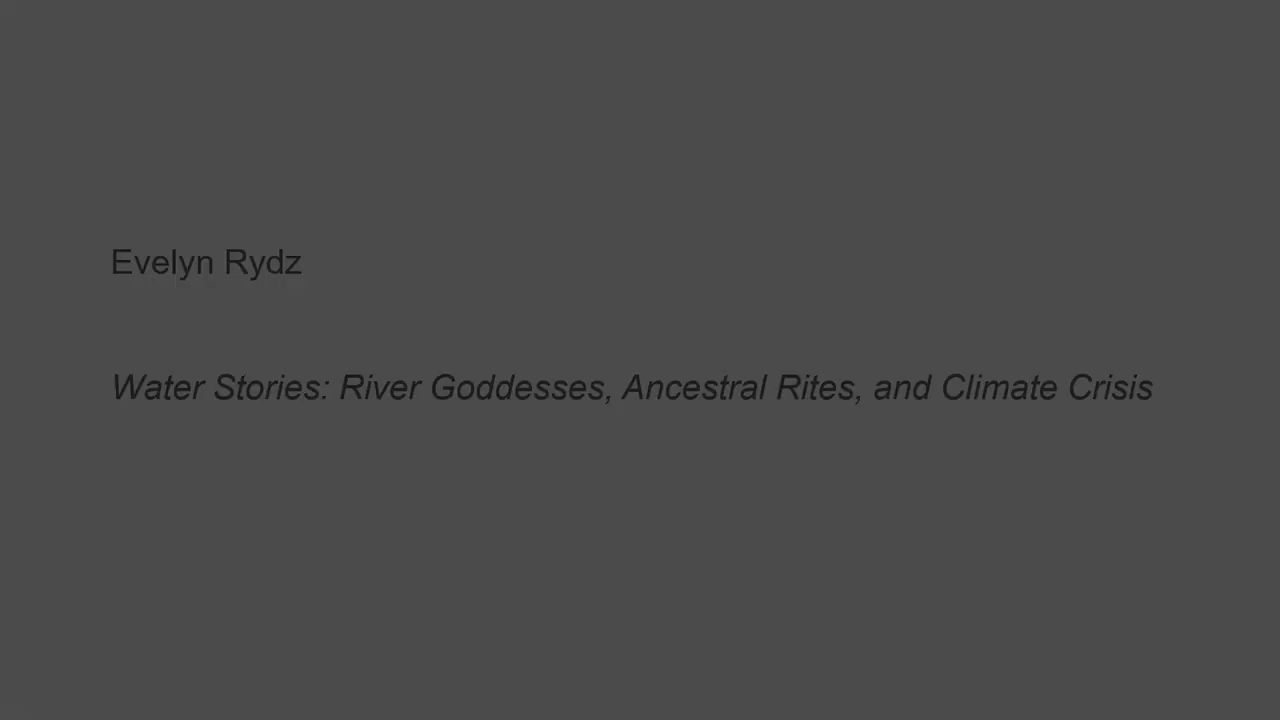 Evelyn Rydz
Water Stories: River Goddesses, Ancestral Rites, and Climate Crisis